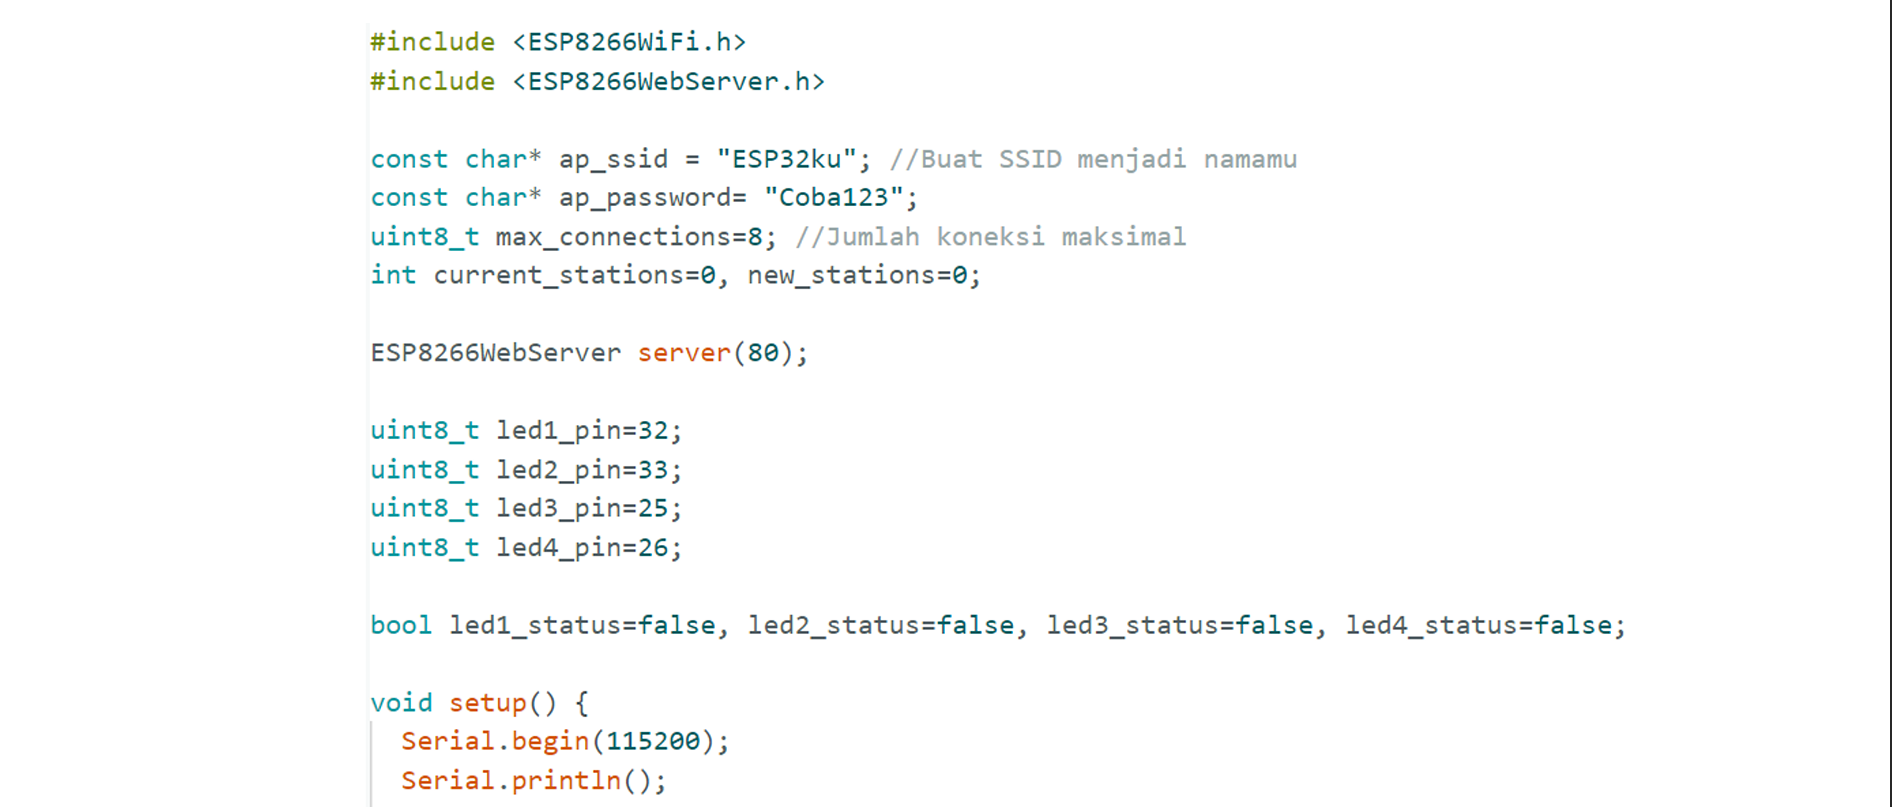 #include <ESP8266WiFi.h>
#include <ESP8266WebServer.h>
const char* ap_ssid = "ESP32ku"; //Buat SSID menjadi namamu
const char* ap_password= "Coba123";
uint8_t max_connections=8; //Jumlah koneksi maksimal
int current_stations=0, new_stations=0;
ESP8266WebServer server(80);
uint8_t led1_pin=32;
uint8_t led2_pin=33;
uint8_t led3_pin=25;
uint8_t led4_pin=26;
bool led1_status=false, led2_status=false, led3_status=false, led4_status=false;
void setup() {
Serial.begin(115200);
Serial.println();